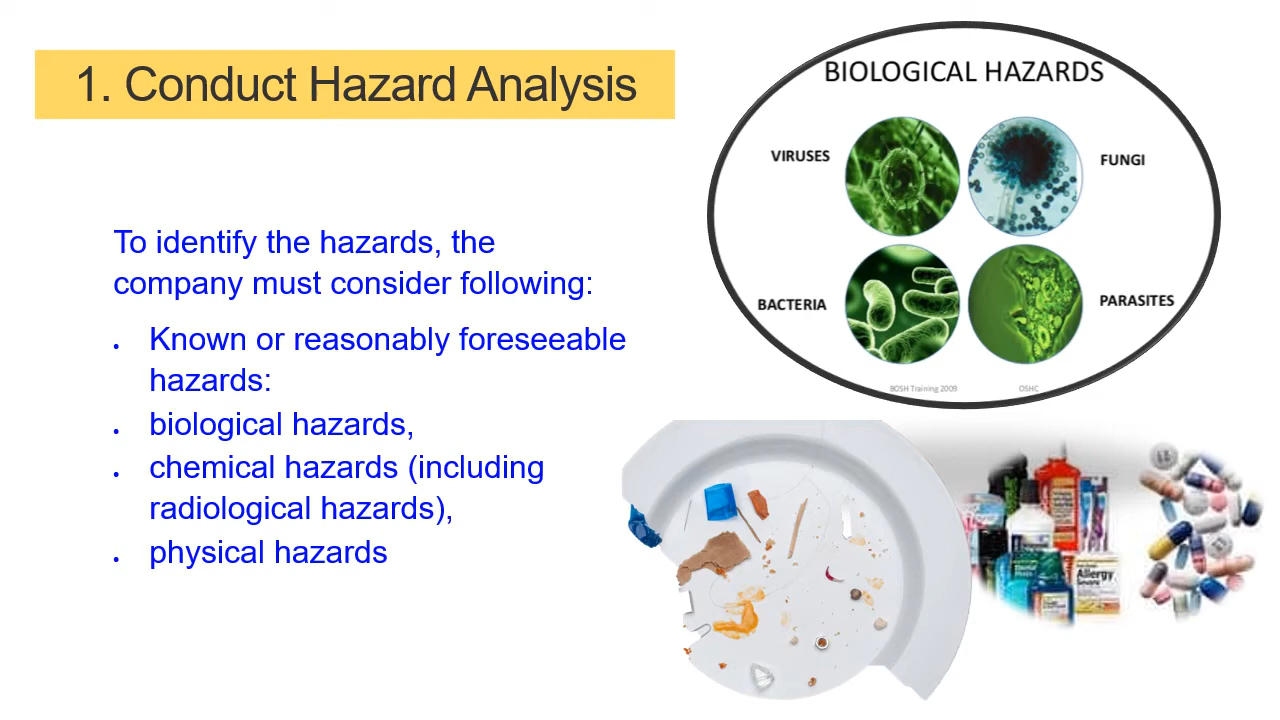 1. Conduct Hazard Analysis
To identify the hazards, the
company must consider following:
• Known or reasonably foreseeable
hazards:
• biological hazards,
• chemical hazards (including
radiological hazards),
• physical hazards
BIOLOGICAL HAZARDS
VIRUSES
FUNGI
BACTERIA
PARASITES
BOSH Training 2009
OSHC
Allergy